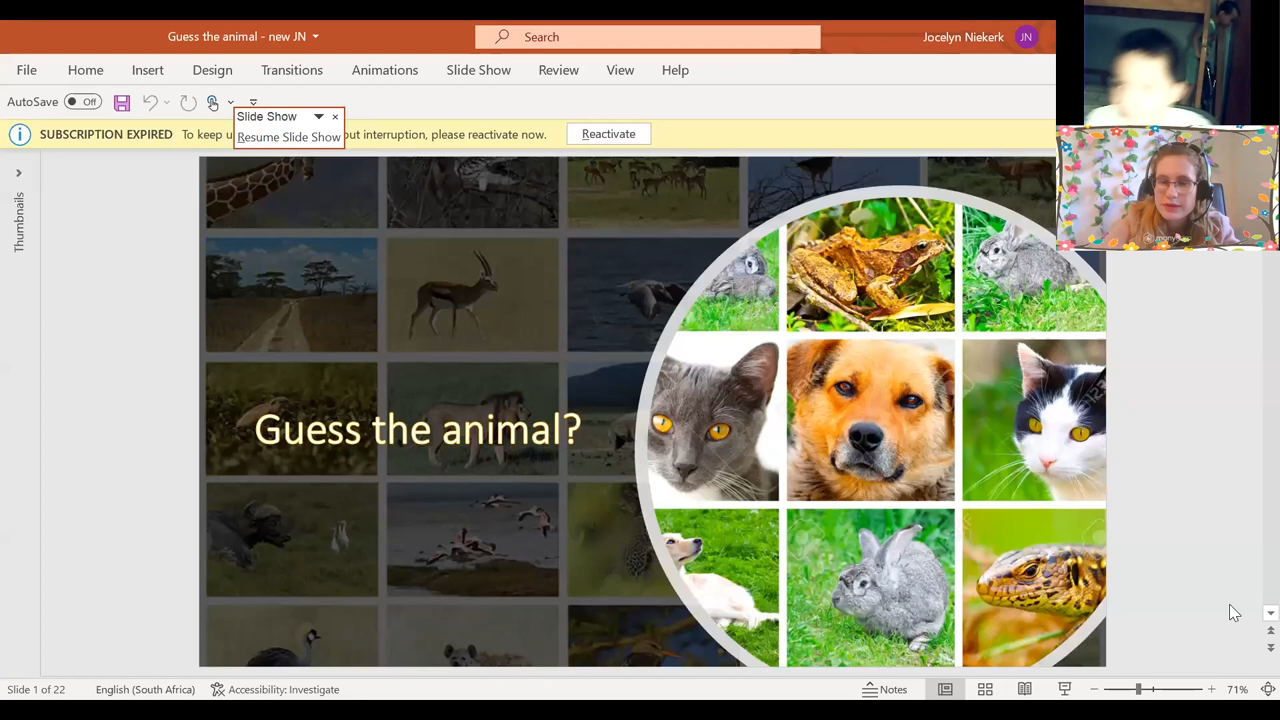 Guess the animal - new JN
Search
Jocelyn Niekerk JN
File Home Insert Design Transitions Animations Slide Show Review View Help
AutoSave Off
Slide Show
SUBSCRIPTION EXPIRED To keep u
Resume Slide Show
out interruption, please reactivate now. Reactivate
Thumbnails
Guess the animal?
Slide 1 of 22 English (South Africa) Accessibility: Investigate Notes 71%